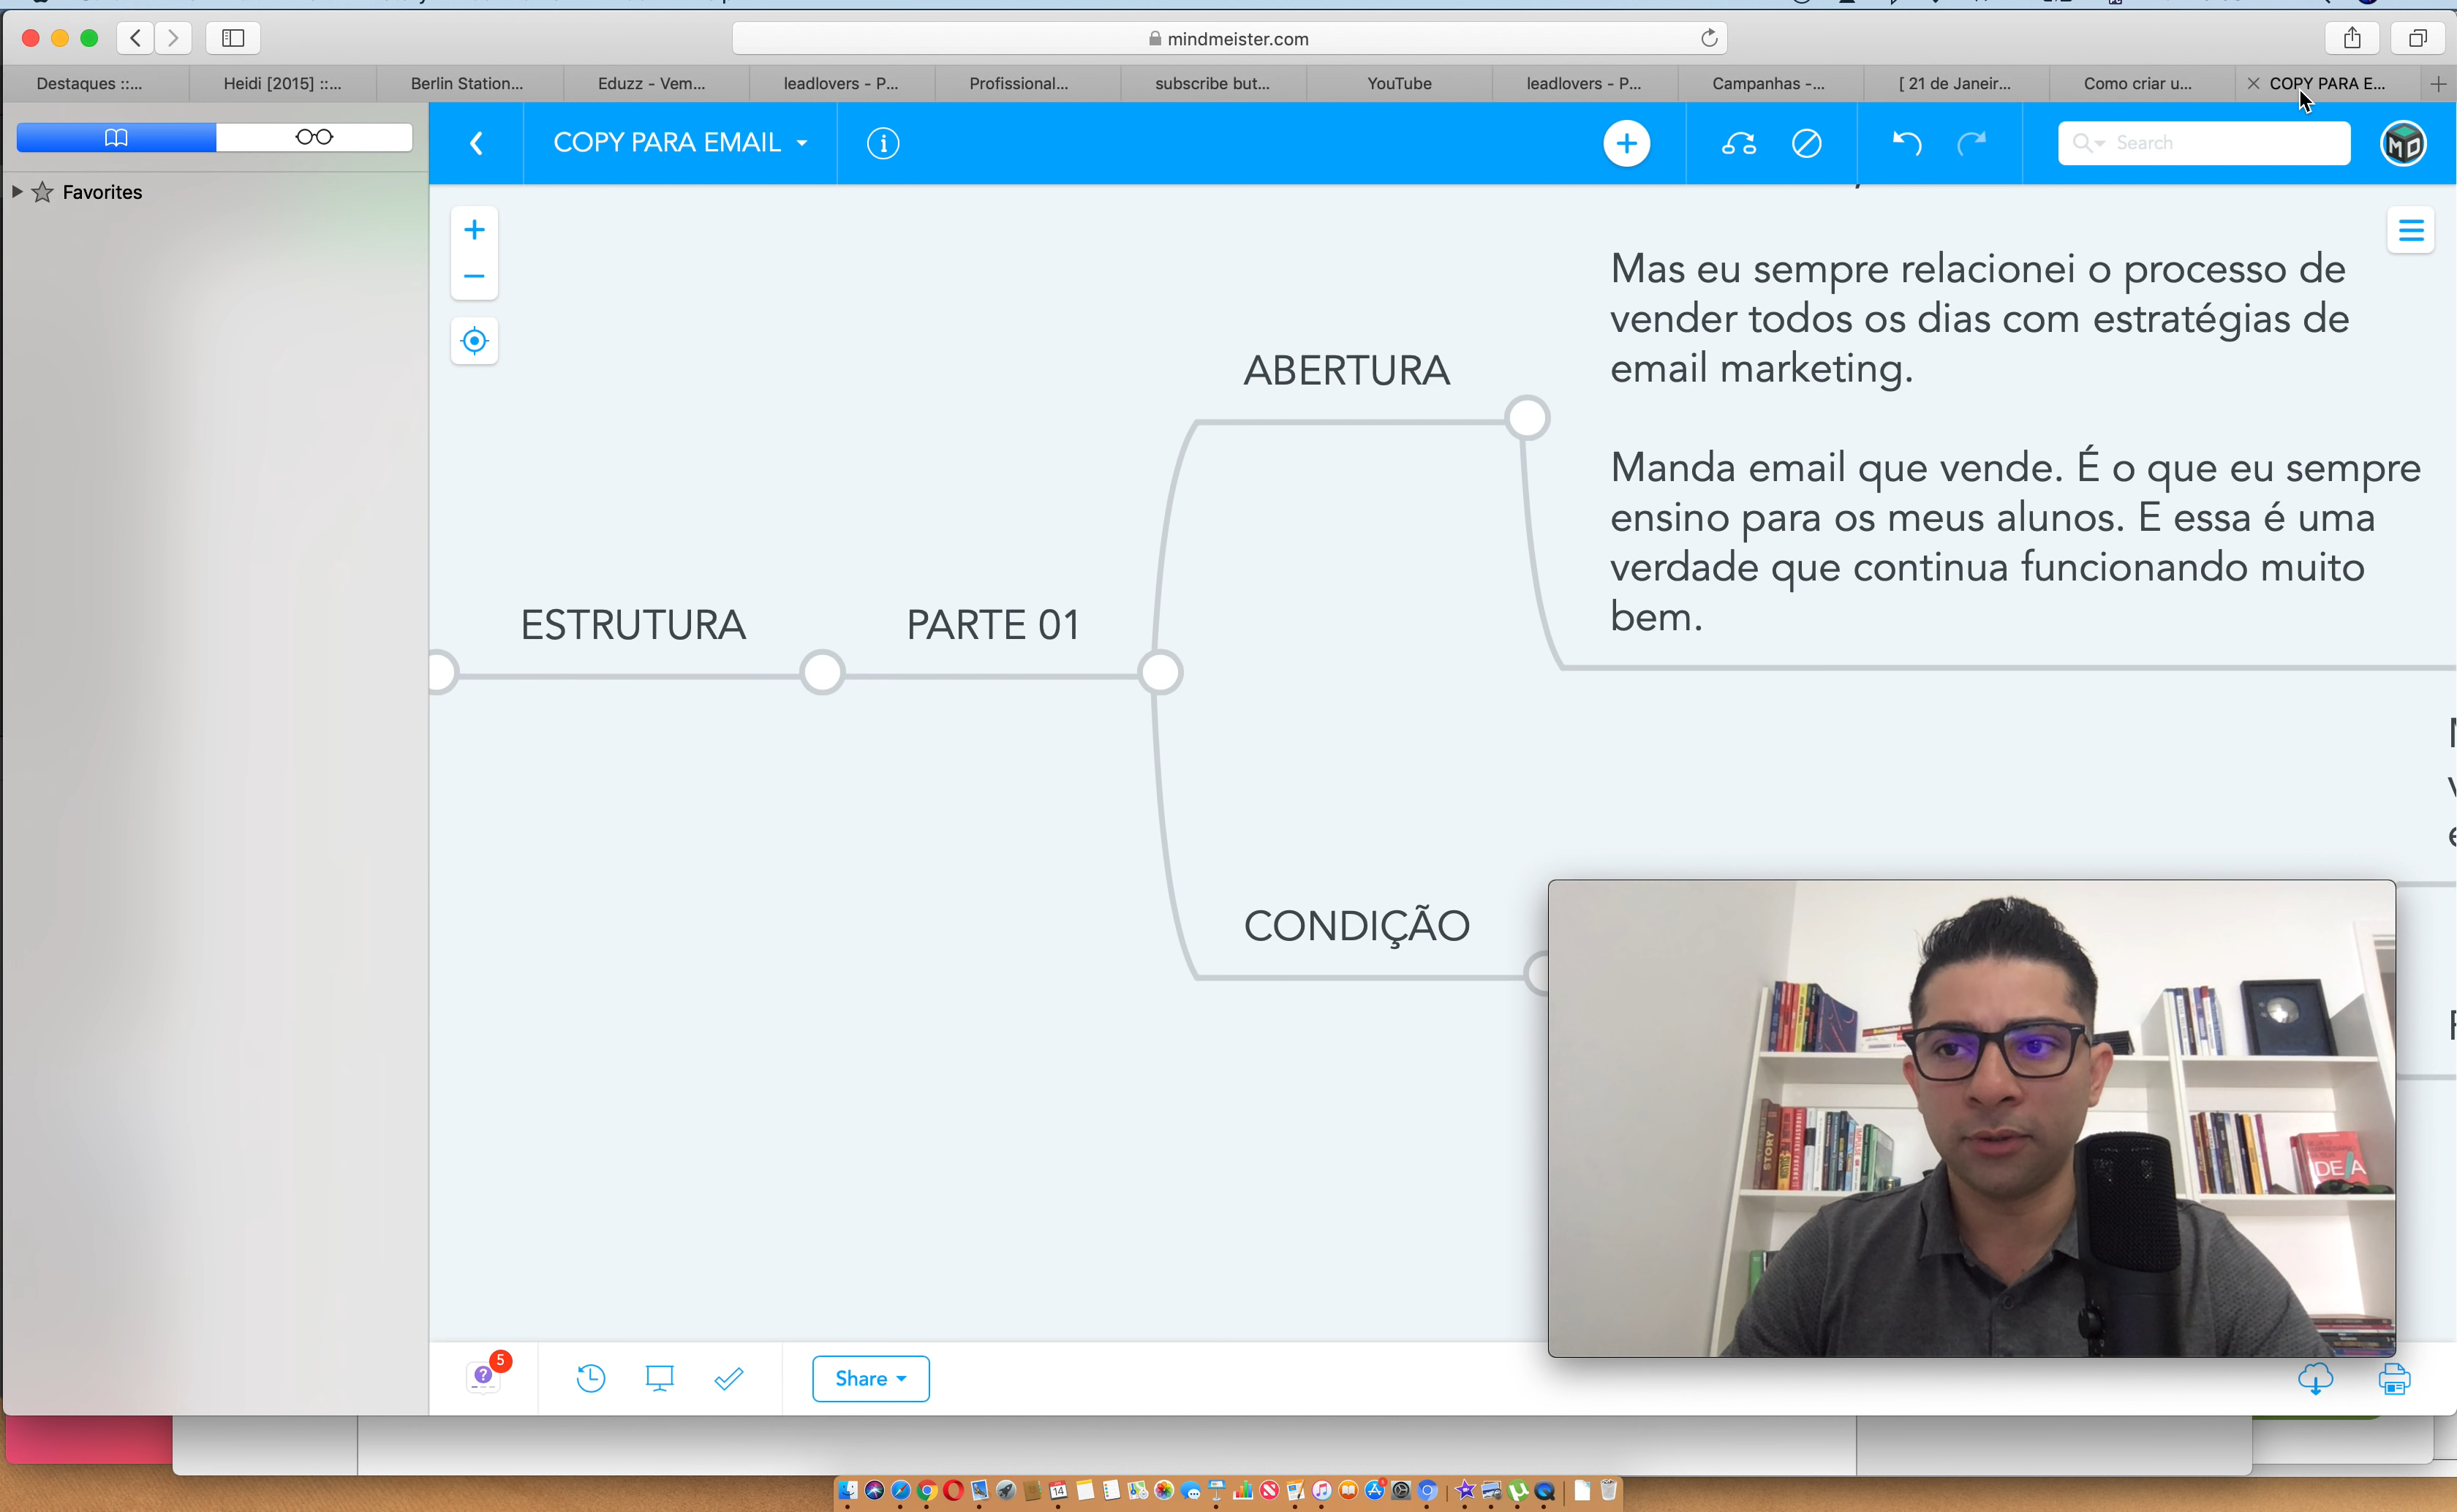 mindmeister.com
Destaques ::...
Heidi [2015] ::...
Berlin Station...
Eduzz - Vem...
leadlovers - P...
Profissional...
subscribe but...
YouTube
leadlovers - P...
Campanhas -...
[ 21 de Janeir...
Como criar u...
COPY PARA E...
COPY PARA EMAIL
Search
MD
Favorites
Mas eu sempre relacionei o processo de
vender todos os dias com estratégias de
email marketing.
Manda email que vende. É o que eu sempre
ensino para os meus alunos. E essa é uma
verdade que continua funcionando muito
bem.
ABERTURA
ESTRUTURA
PARTE 01
CONDIÇÃO
STORY
5
Share
14